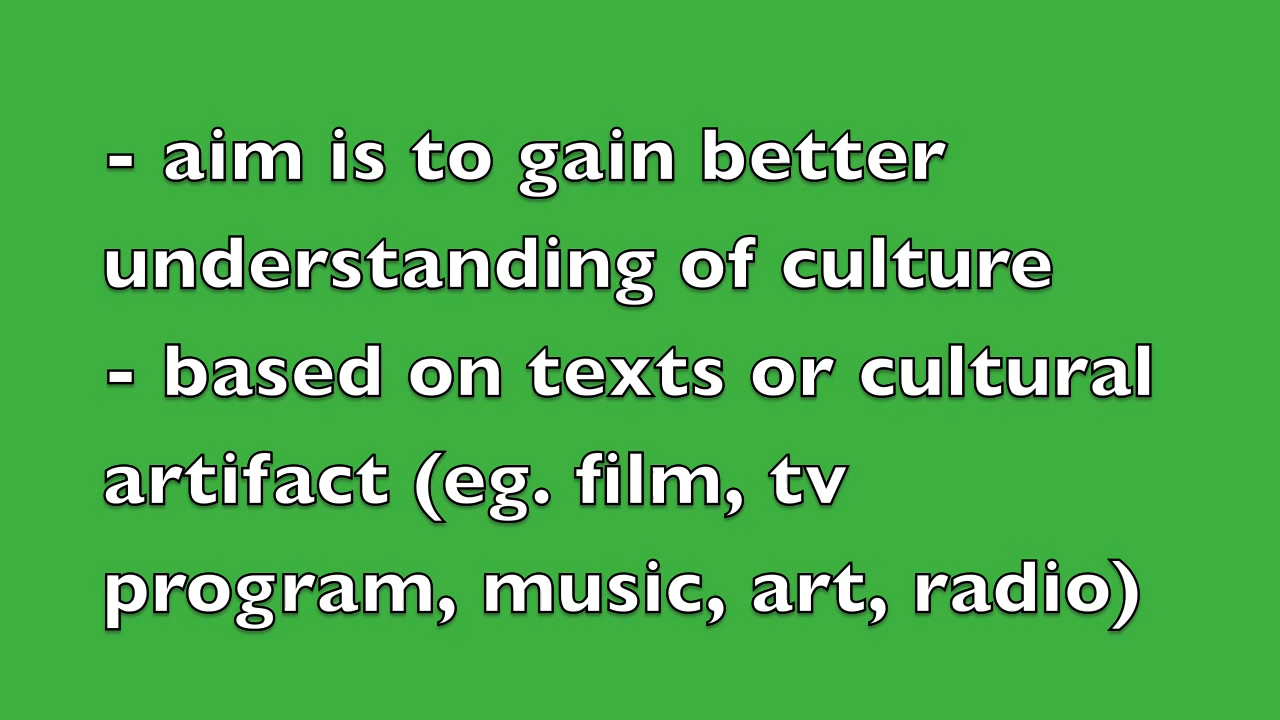 - aim is to gain better
understanding of culture
- based on texts or cultural
artifact (eg. film, tv
program, music, art, radio)